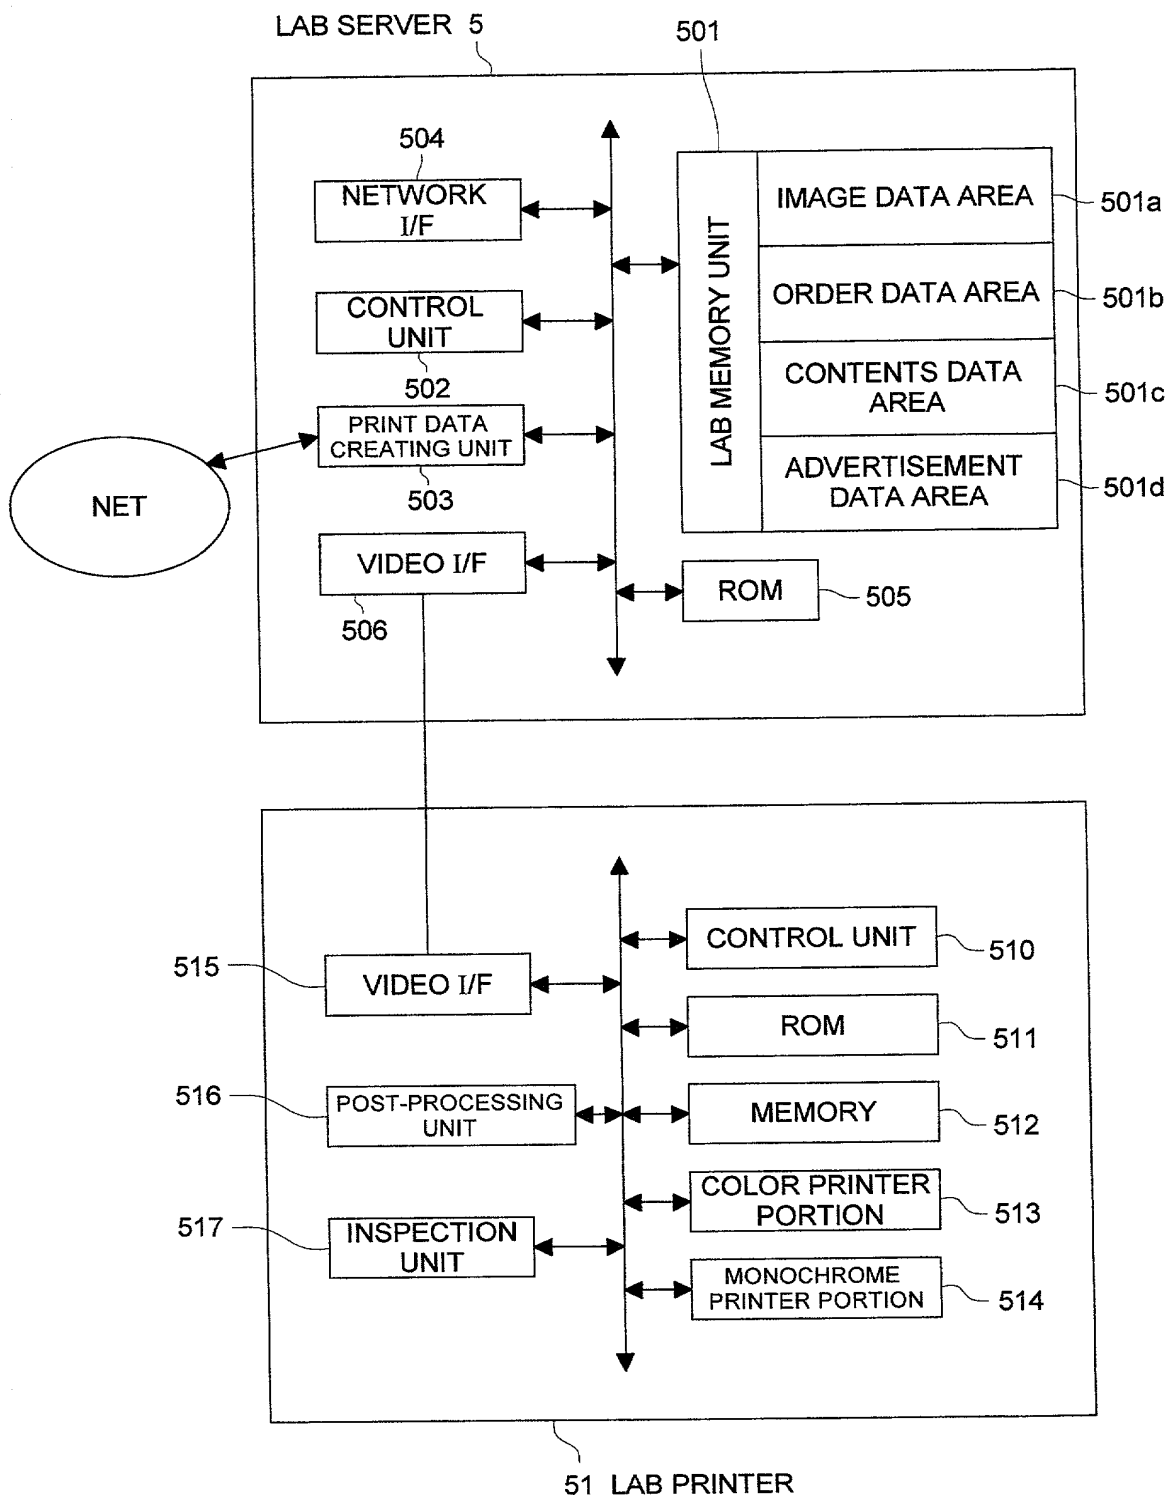 LAB SERVER 5
501
504
NETWORK
I/F
CONTROL
UNIT
502
PRINT DATA
CREATING UNIT
503
NET
VIDEO I/F
506
LAB MEMORY UNIT
IMAGE DATA AREA
501a
ORDER DATA AREA
501b
CONTENTS DATA
AREA
501c
ADVERTISEMENT
DATA AREA
501d
ROM
505
515
VIDEO I/F
516
POST-PROCESSING
UNIT
517
INSPECTION
UNIT
CONTROL UNIT
510
ROM
511
MEMORY
512
COLOR PRINTER
PORTION
513
MONOCHROME
PRINTER PORTION
514
51 LAB PRINTER